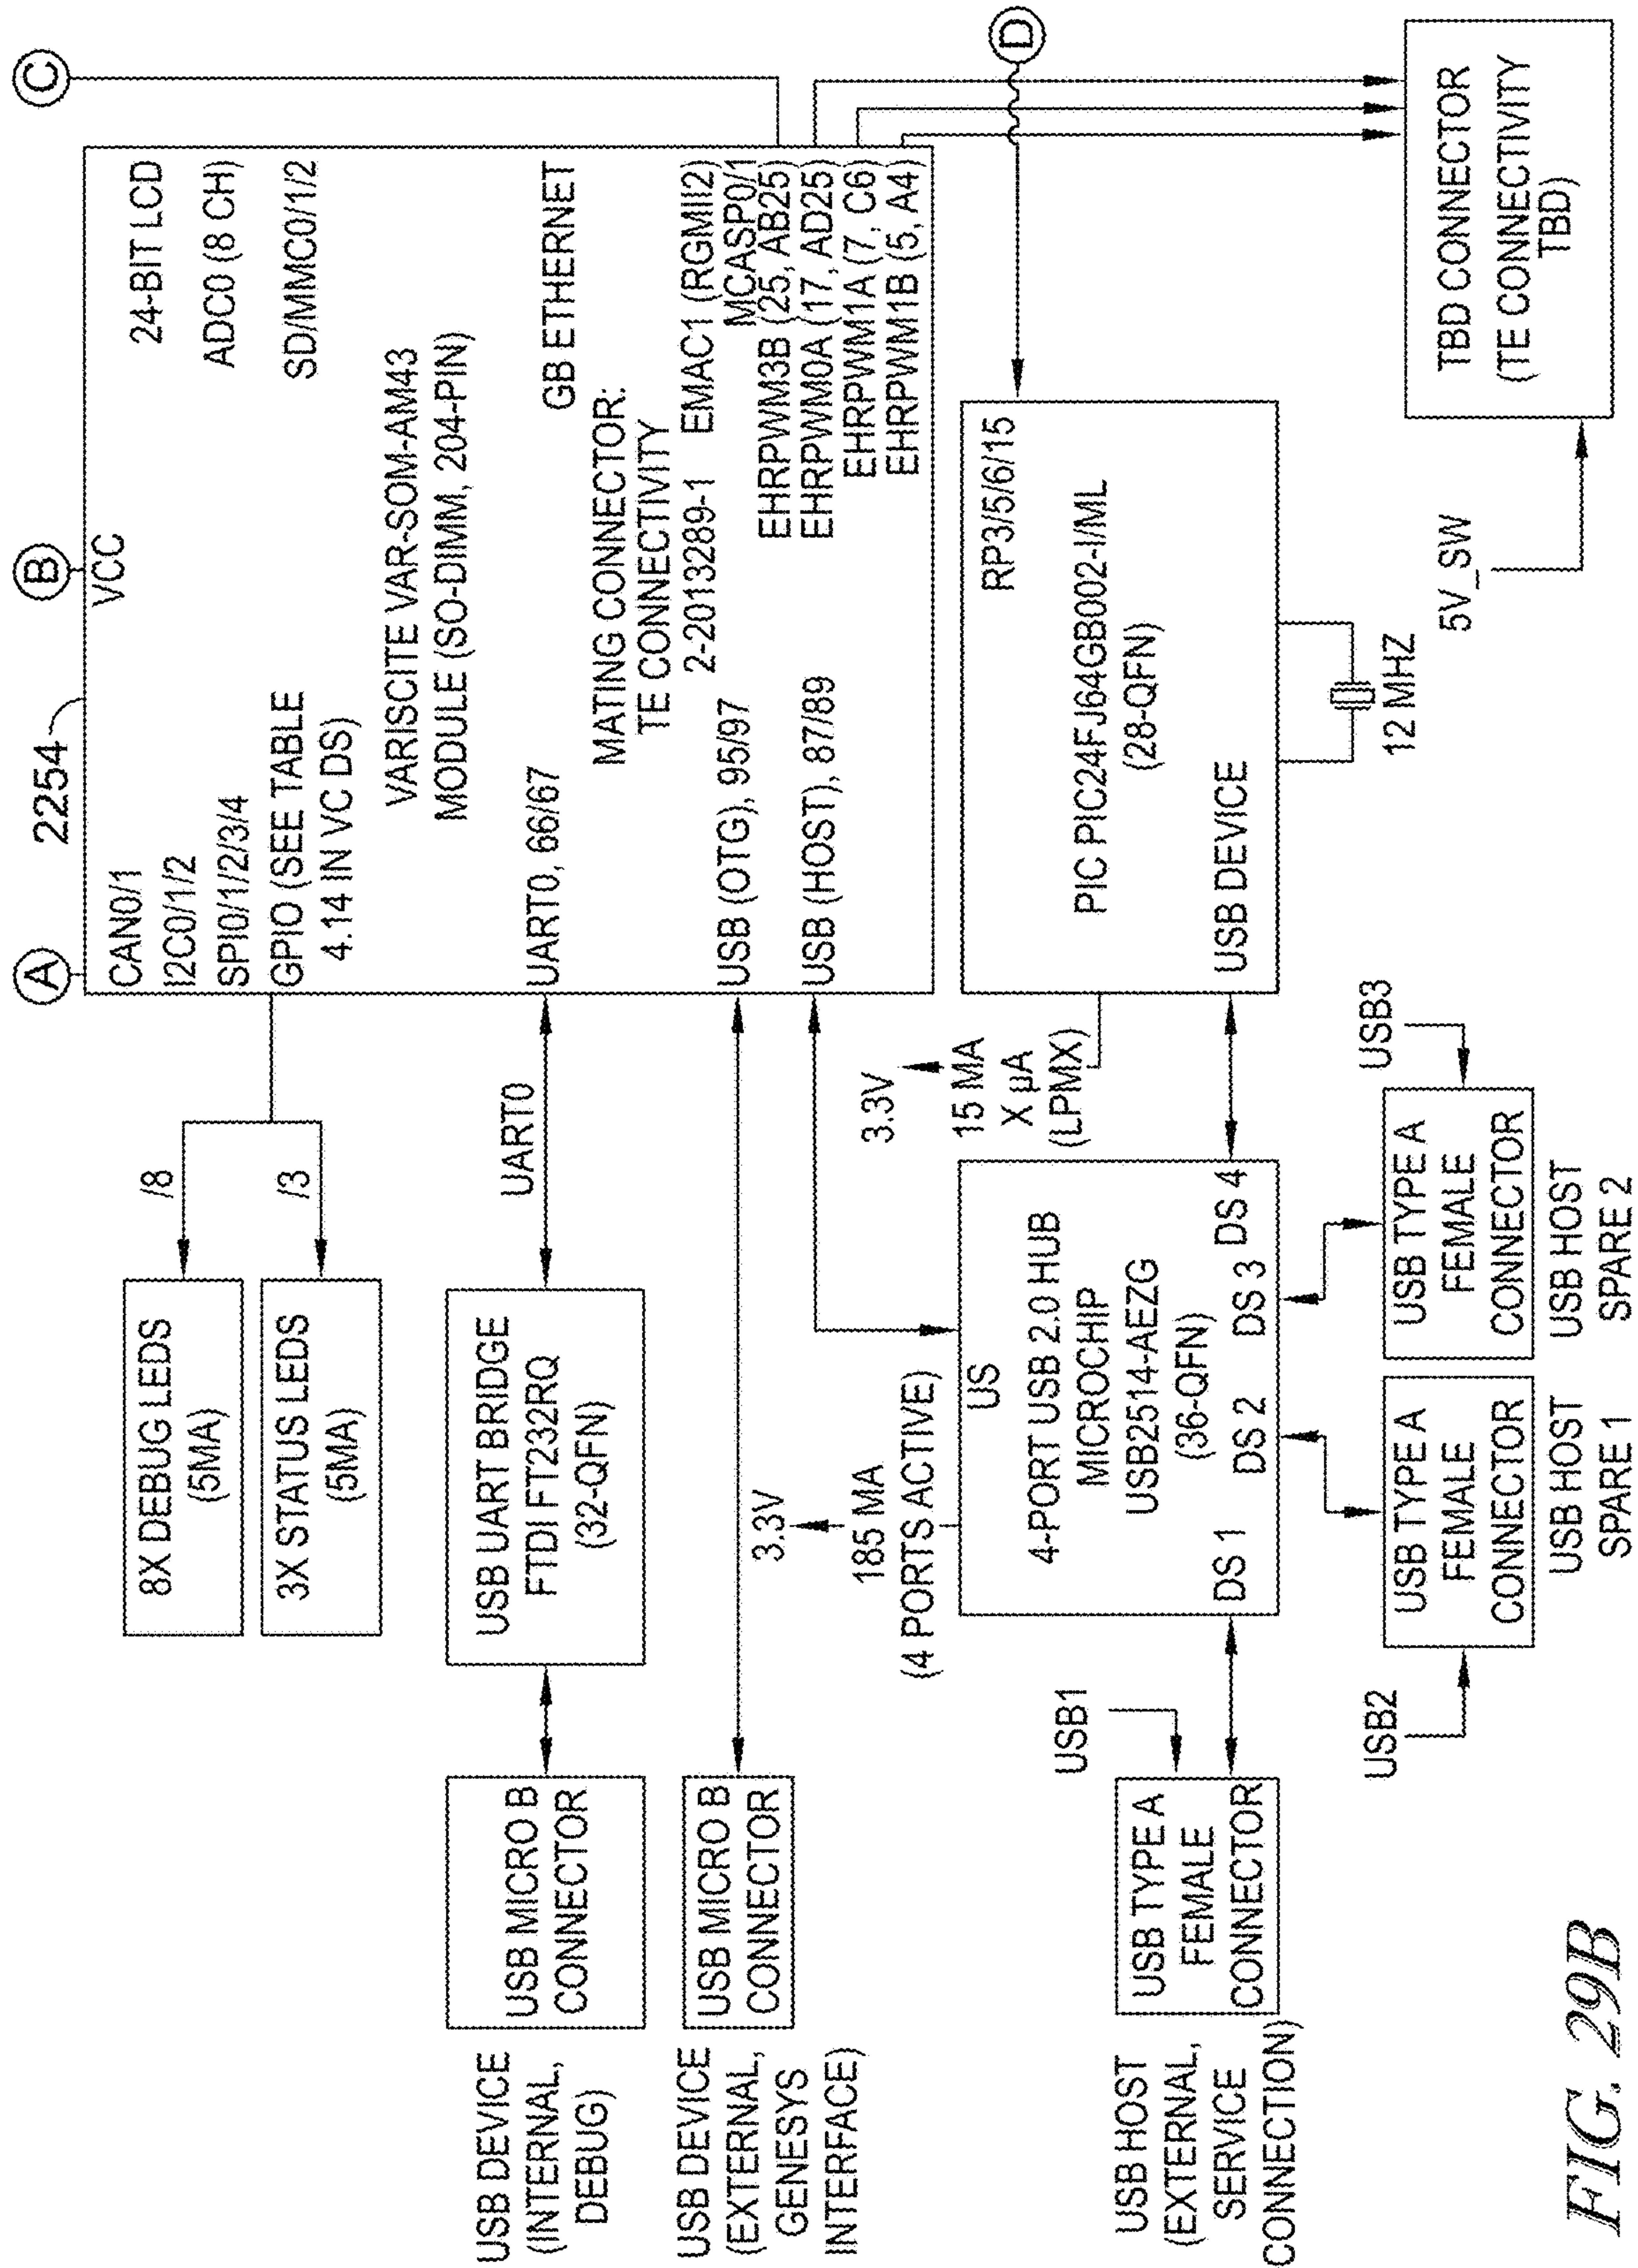 A
B
C
2254
VCC
CAN0/1
I2C0/1/2
SPI0/1/2/3/4
GPIO (SEE TABLE
4.14 IN VC DS)
24-BIT LCD
ADC0 (8 CH)
SD/MMC0/1/2
VARISCITE VAR-SOM-AM43
MODULE (SO-DIMM, 204-PIN)
UART0, 66/67
GB ETHERNET
MATING CONNECTOR:
TE CONNECTIVITY
2-2013289-1
EMAC1 (RGMII2)
MCASP0/1
USB (OTG), 95/97
EHRPWM3B (25, AB25)
EHRPWM0A (17, AD25)
USB (HOST), 87/89
EHRPWM1A (7, C6)
EHRPWM1B (5, A4)
/8
/3
8X DEBUG LEDS
(5MA)
3X STATUS LEDS
(5MA)
UART0
USB UART BRIDGE
FTDI FT232RQ
(32-QFN)
USB MICRO B
CONNECTOR
USB DEVICE
(INTERNAL,
DEBUG)
USB MICRO B
CONNECTOR
USB DEVICE
(EXTERNAL,
GENESYS
INTERFACE)
3.3V
185 MA
(4 PORTS ACTIVE)
3.3V
15 MA
X µA
(LPMX)
D
RP3/5/6/15
PIC PIC24FJ64GB002-I/ML
(28-QFN)
USB DEVICE
12 MHZ
US
4-PORT USB 2.0 HUB
MICROCHIP
USB2514-AEZG
(36-QFN)
DS 1
DS 2
DS 3
DS 4
USB1
USB TYPE A
FEMALE
CONNECTOR
USB HOST
(EXTERNAL,
SERVICE
CONNECTION)
USB2
USB TYPE A
FEMALE
CONNECTOR
USB HOST
SPARE 1
USB3
USB TYPE A
FEMALE
CONNECTOR
USB HOST
SPARE 2
5V_SW
TBD CONNECTOR
(TE CONNECTIVITY
TBD)
FIG. 29B